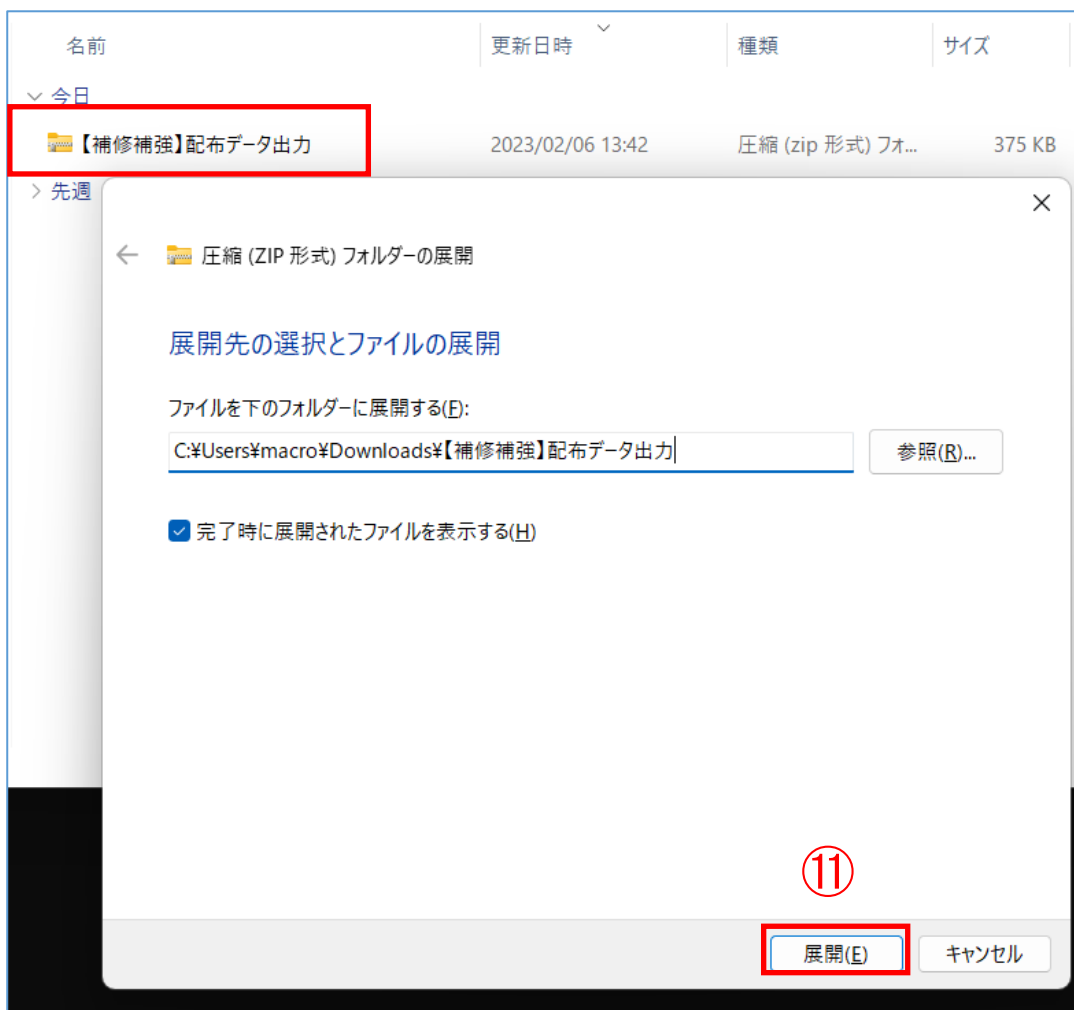 名前 更新日時 種類 サイズ
今日
【補修補強】配布データ出力 2023/02/06 13:42 圧縮 (zip 形式) フォ... 375 KB
先週
圧縮 (ZIP 形式) フォルダーの展開
展開先の選択とファイルの展開
ファイルを下のフォルダーに展開する(F):
C:¥Users¥macro¥Downloads¥【補修補強】配布データ出力 参照(R)...
完了時に展開されたファイルを表示する(H)
⑪
展開(E) キャンセル